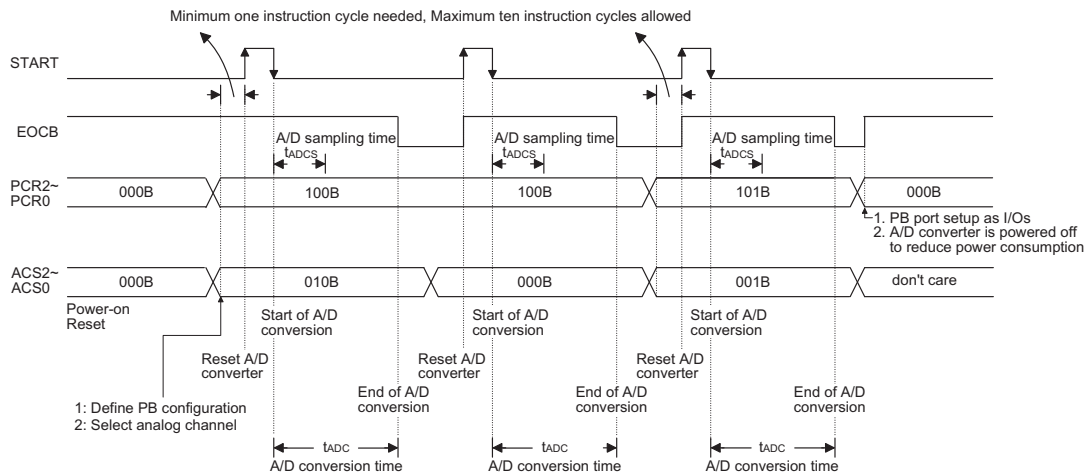 Minimum one instruction cycle needed, Maximum ten instruction cycles allowed
START
EOCB
A/D sampling time
tADCS
A/D sampling time
tADCS
A/D sampling time
tADCS
PCR2~
PCR0
000B
100B
100B
101B
000B
1. PB port setup as I/Os
2. A/D converter is powered off
to reduce power consumption
ACS2~
ACS0
000B
010B
000B
001B
don't care
Power-on
Reset
Start of A/D
conversion
Start of A/D
conversion
Start of A/D
conversion
Reset A/D
converter
Reset A/D
converter
Reset A/D
converter
1: Define PB configuration
2: Select analog channel
End of A/D
conversion
End of A/D
conversion
End of A/D
conversion
tADC
A/D conversion time
tADC
A/D conversion time
tADC
A/D conversion time